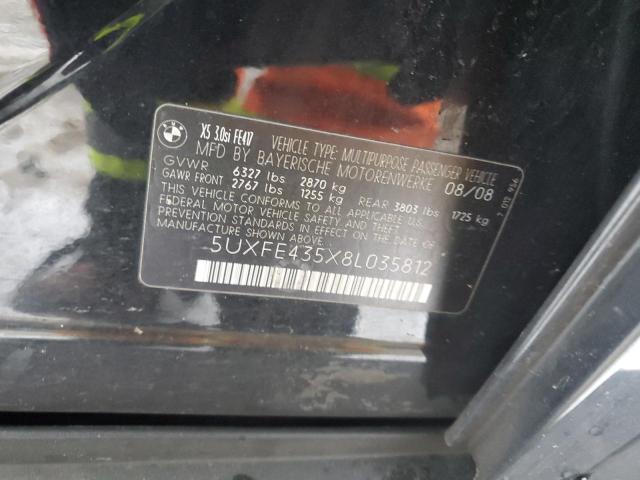 BMW
X5 3.0si FE417
VEHICLE TYPE: MULTIPURPOSE PASSENGER VEHICLE
MFD BY BAYERISCHE MOTORENWERKE 08/08
GVWR 6327 lbs 2870 kg
GAWR FRONT 2767 lbs 1255 kg REAR 3803 lbs 1725 kg
THIS VEHICLE CONFORMS TO ALL APPLICABLE U.S.
FEDERAL MOTOR VEHICLE SAFETY AND THEFT
PREVENTION STANDARDS IN EFFECT ON THE DATE OF
MANUFACTURE SHOWN ABOVE.
5UXFE435X8L035812